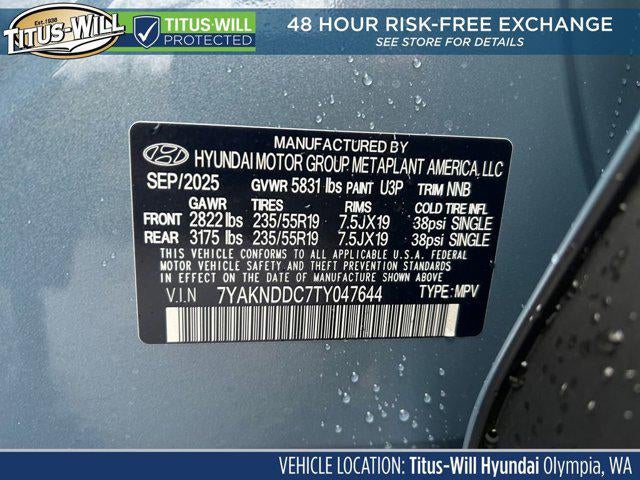 Est. 1938
TITUS-WILL
TITUS-WILL
PROTECTED
48 HOUR RISK-FREE EXCHANGE
SEE STORE FOR DETAILS
MANUFACTURED BY
HYUNDAI MOTOR GROUP METAPLANT AMERICA, LLC
SEP/2025 GVWR 5831 lbs PAINT U3P TRIM NNB
GAWR TIRES RIMS COLD TIRE INFL
FRONT 2822 lbs 235/55R19 7.5JX19 38psi SINGLE
REAR 3175 lbs 235/55R19 7.5JX19 38psi SINGLE
THIS VEHICLE CONFORMS TO ALL APPLICABLE U.S.A. FEDERAL
MOTOR VEHICLE SAFETY AND THEFT PREVENTION STANDARDS
IN EFFECT ON THE DATE OF MANUFACTURE SHOWN ABOVE.
V.I.N 7YAKNDDC7TY047644 TYPE: MPV
VEHICLE LOCATION: Titus-Will Hyundai Olympia, WA